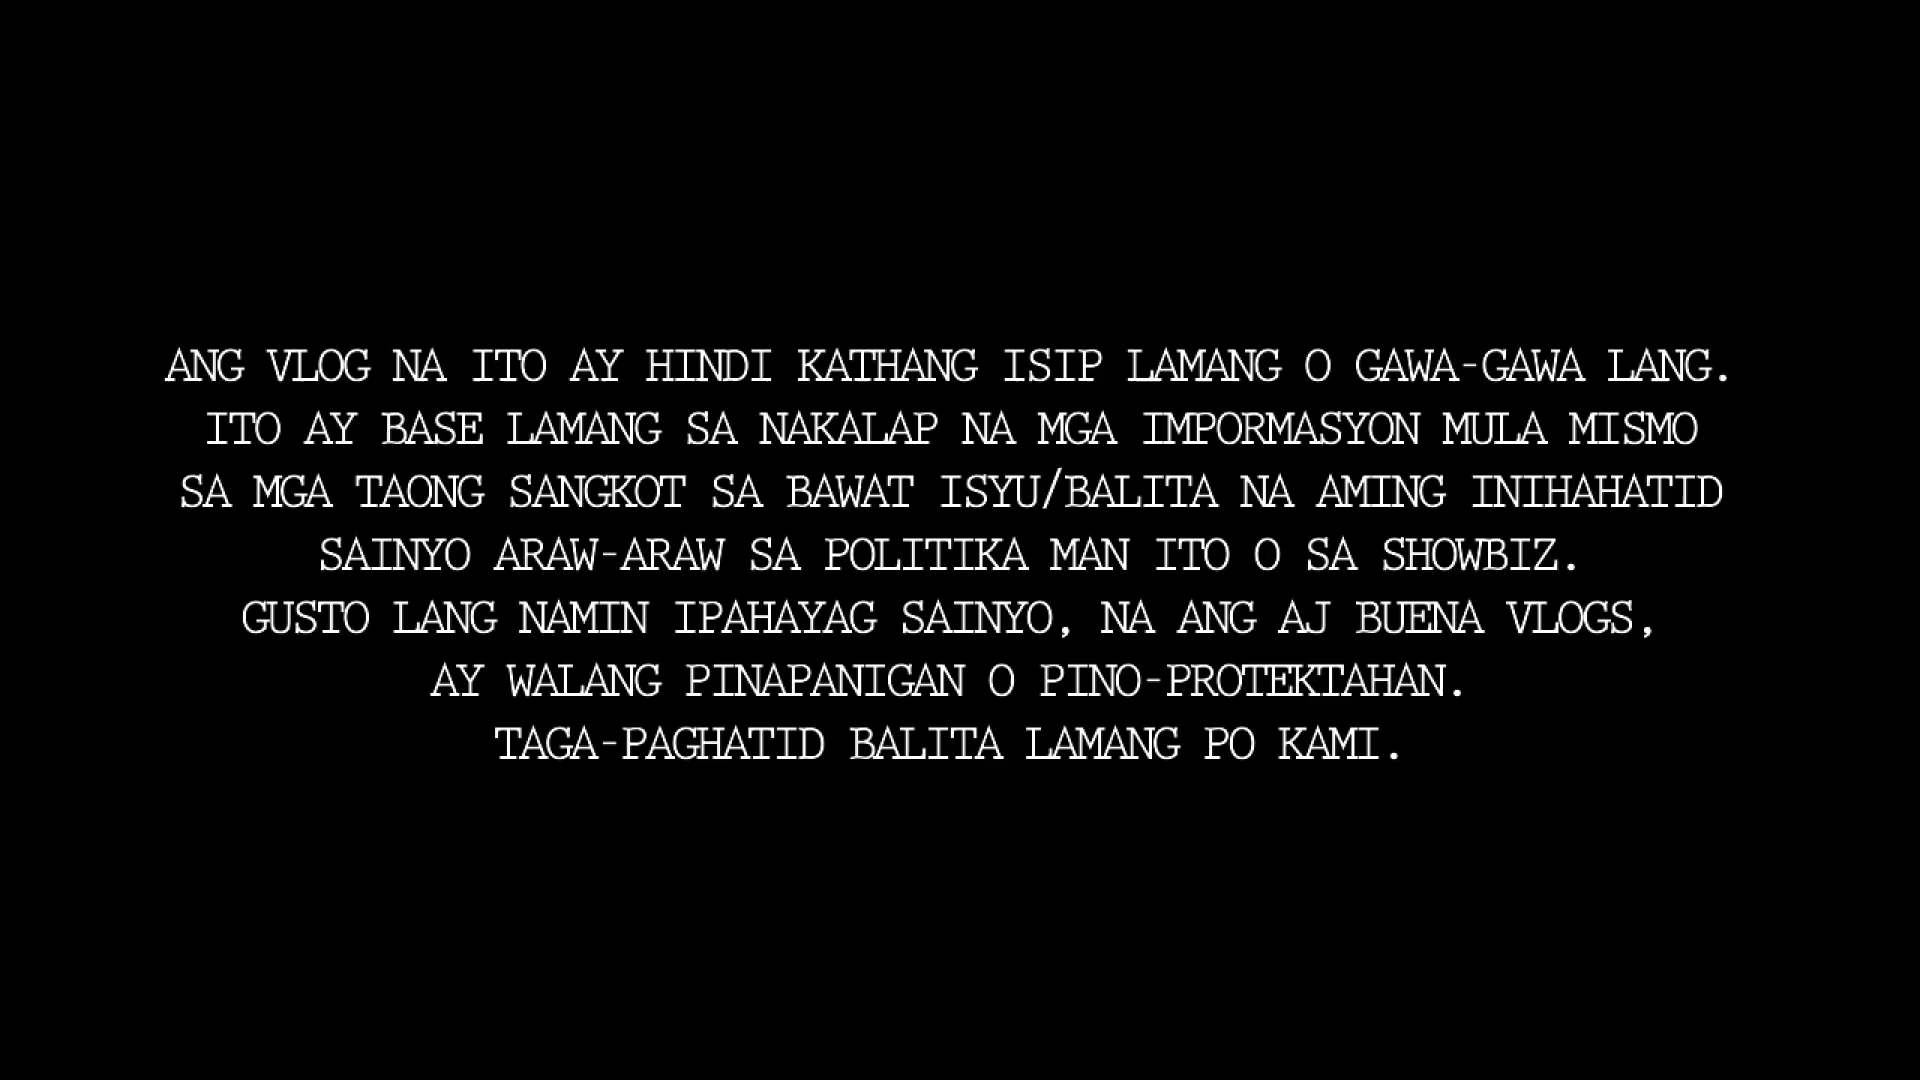 ANG VLOG NA ITO AY HINDI KATHANG ISIP LAMANG O GAWA-GAWA LANG.
ITO AY BASE LAMANG SA NAKALAP NA MGA IMPORMASYON MULA MISMO
SA MGA TAONG SANGKOT SA BAWAT ISYU/BALITA NA AMING INIHAHATID
SAINYO ARAW-ARAW SA POLITIKA MAN ITO O SA SHOWBIZ.
GUSTO LANG NAMIN IPAHAYAG SAINYO, NA ANG AJ BUENA VLOGS,
AY WALANG PINAPANIGAN O PINO-PROTEKTAHAN.
TAGA-PAGHATID BALITA LAMANG PO KAMI.